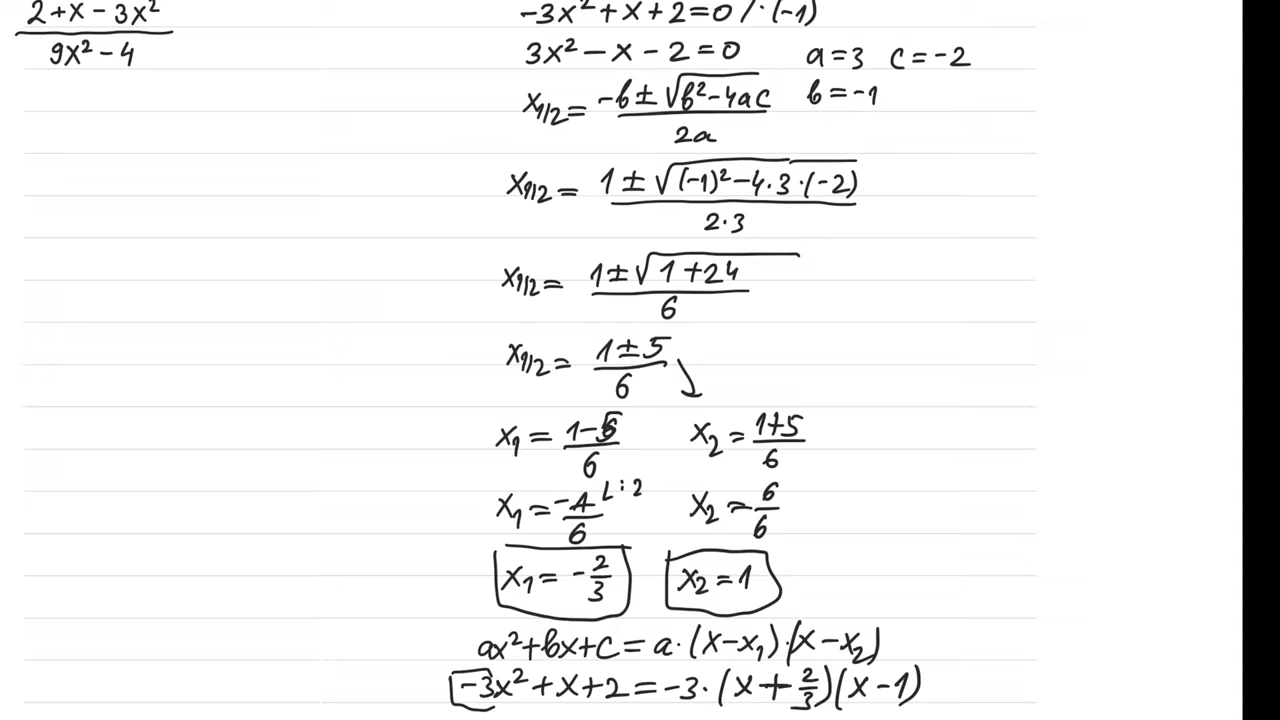 2+x-3x²
9x²-4
-3x²+x+2=0 /·(-1)
3x²-x-2=0 a=3 c=-2
x₁/₂= -b±√b²-4ac b=-1
2a
x₁/₂= 1±√(-1)²-4·3·(-2)
2·3
x₁/₂= 1±√1+24
6
x₁/₂= 1±5
6
x₁= 1-5 x₂= 1+5
6 6
x₁= -4 :2 x₂= 6
6 6
x₁= -2/3 x₂=1
ax²+bx+c=a·(x-x₁)·(x-x₂)
-3x²+x+2=-3·(x+2/3)(x-1)